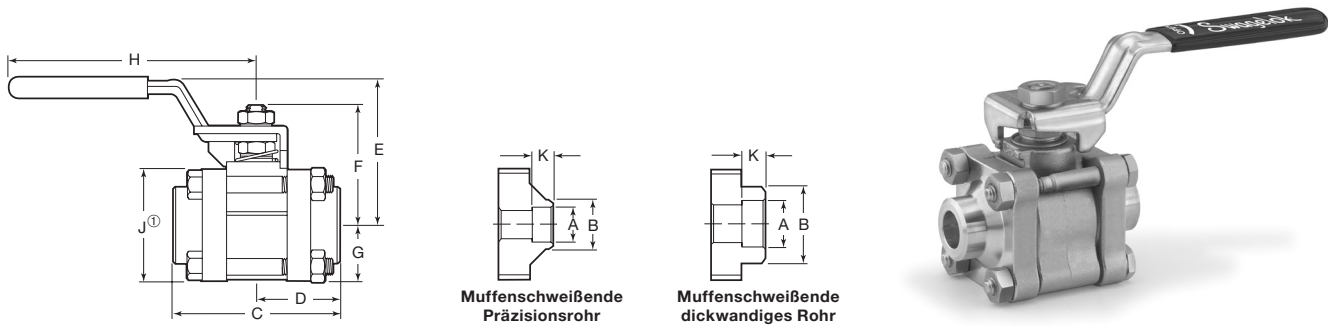 H
E
F
J①
G
D
C
K
A
B
Muffenschweißende
Präzisionsrohr
K
A
B
Muffenschweißende
dickwandiges Rohr
Swagelok